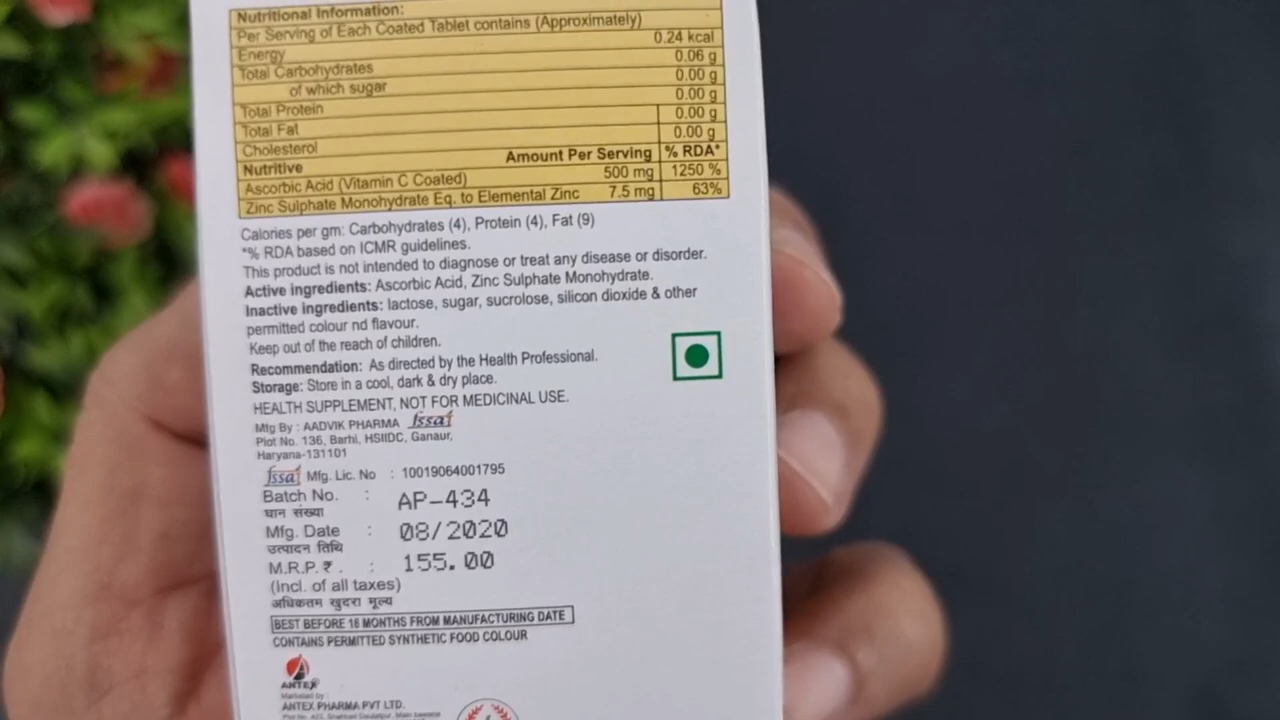 Nutritional Information:
Per Serving of Each Coated Tablet contains (Approximately)
Energy 0.24 kcal
Total Carbohydrates 0.06 g
of which sugar 0.00 g
Total Protein 0.00 g
Total Fat 0.00 g
Cholesterol 0.00 g
Nutritive Amount Per Serving % RDA*
Ascorbic Acid (Vitamin C Coated) 500 mg 1250 %
Zinc Sulphate Monohydrate Eq. to Elemental Zinc 7.5 mg 63%
Calories per gm: Carbohydrates (4), Protein (4), Fat (9)
*% RDA based on ICMR guidelines.
This product is not intended to diagnose or treat any disease or disorder.
Active ingredients: Ascorbic Acid, Zinc Sulphate Monohydrate.
Inactive ingredients: lactose, sugar, sucrolose, silicon dioxide & other
permitted colour nd flavour.
Keep out of the reach of children.
Recommendation: As directed by the Health Professional.
Storage: Store in a cool, dark & dry place.
HEALTH SUPPLEMENT, NOT FOR MEDICINAL USE.
Mfg By : AADVIK PHARMA fssai
Plot No. 136, Barhi, HSIIDC, Ganaur,
Haryana-131101
fssai Mfg. Lic. No : 10019064001795
Batch No. : AP-434
घान संख्या
Mfg. Date : 08/2020
उत्पादन तिथि
M.R.P. ₹ . : 155.00
(Incl. of all taxes)
अधिकतम खुदरा मूल्य
BEST BEFORE 18 MONTHS FROM MANUFACTURING DATE
CONTAINS PERMITTED SYNTHETIC FOOD COLOUR
ANTEX
Marketed by :
ANTEX PHARMA PVT LTD.